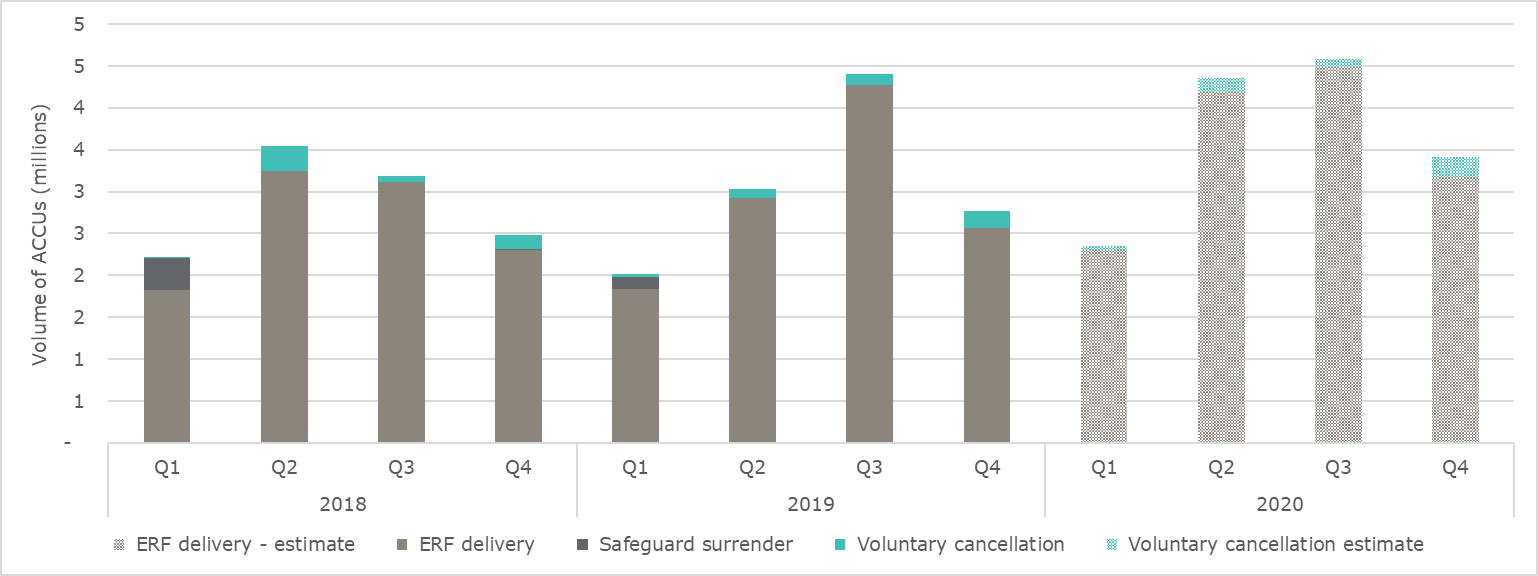 Volume of ACCUs (millions)
5
5
4
4
3
3
2
2
1
1
-
Q1 Q2 Q3 Q4 Q1 Q2 Q3 Q4 Q1 Q2 Q3 Q4
2018 2019 2020
ERF delivery - estimate ERF delivery Safeguard surrender Voluntary cancellation Voluntary cancellation estimate